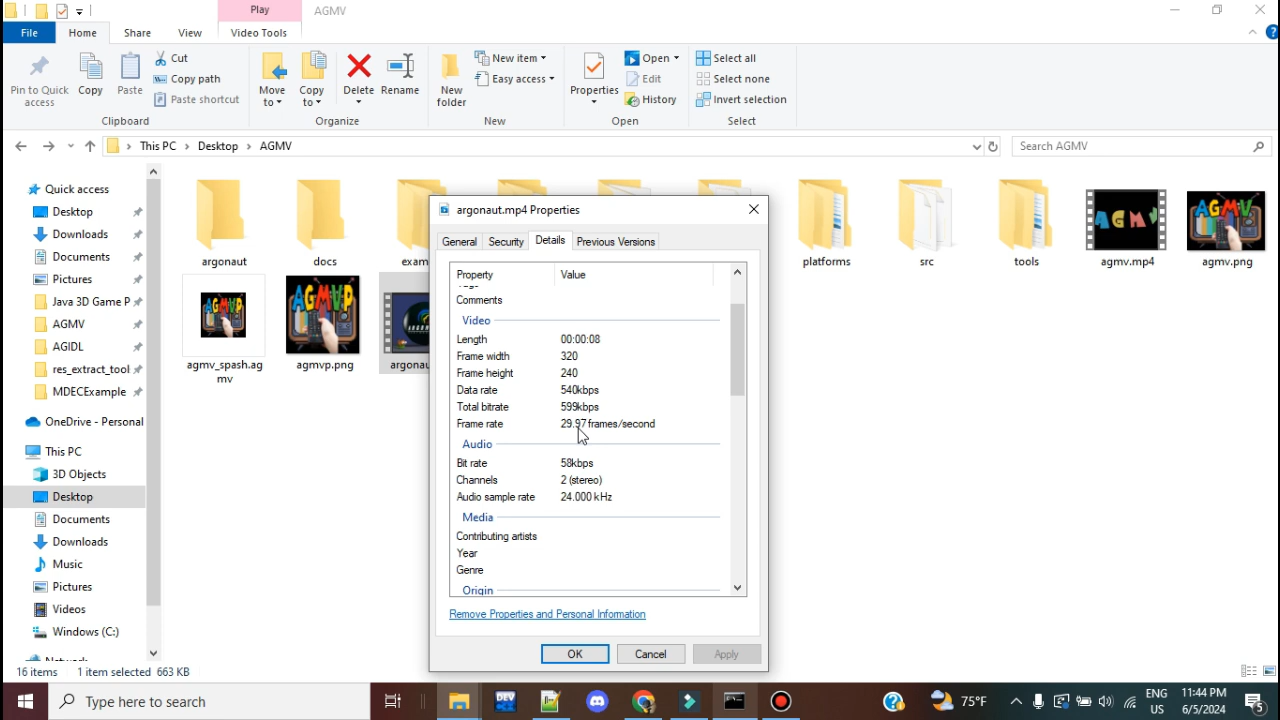 Play
AGMV
File
Home
Share
View
Video Tools
Pin to Quick access
Copy
Paste
Cut
Copy path
Paste shortcut
Clipboard
Move to
Copy to
Delete
Rename
Organize
New folder
New item
Easy access
New
Properties
Open
Edit
History
Open
Select all
Select none
Invert selection
Select
This PC > Desktop > AGMV
Search AGMV
Quick access
Desktop
Downloads
Documents
Pictures
Java 3D Game P
AGMV
AGIDL
res_extract_tool
MDECExample
OneDrive - Personal
This PC
3D Objects
Desktop
Documents
Downloads
Music
Pictures
Videos
Windows (C:)
argonaut
docs
exam
platforms
src
tools
agmv.mp4
agmv.png
agmv_spash.ag
mv
agmvp.png
argonau
argonaut.mp4 Properties
General
Security
Details
Previous Versions
Property Value
Comments
Video
Length 00:00:08
Frame width 320
Frame height 240
Data rate 540kbps
Total bitrate 599kbps
Frame rate 29.97 frames/second
Audio
Bit rate 58kbps
Channels 2 (stereo)
Audio sample rate 24.000 kHz
Media
Contributing artists
Year
Genre
Origin
Remove Properties and Personal Information
OK
Cancel
Apply
16 items 1 item selected 663 KB
Type here to search
DEV
75°F
ENG
US
11:44 PM
6/5/2024
5